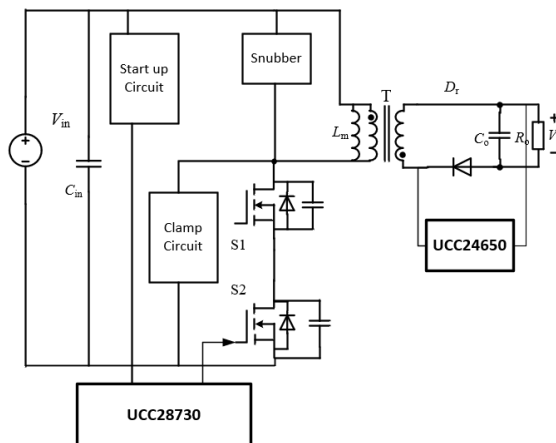 Start up
Circuit
Snubber
T
D_r
V_in
L_m
C_o
R_o
V
C_in
Clamp
Circuit
S1
UCC24650
S2
UCC28730